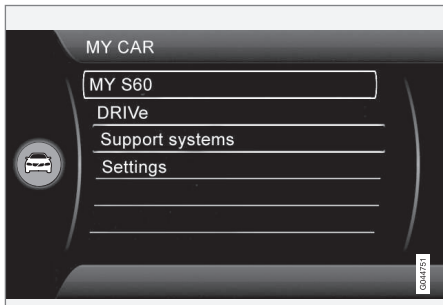 MY CAR
MY S60
DRIVe
Support systems
Settings
G044751